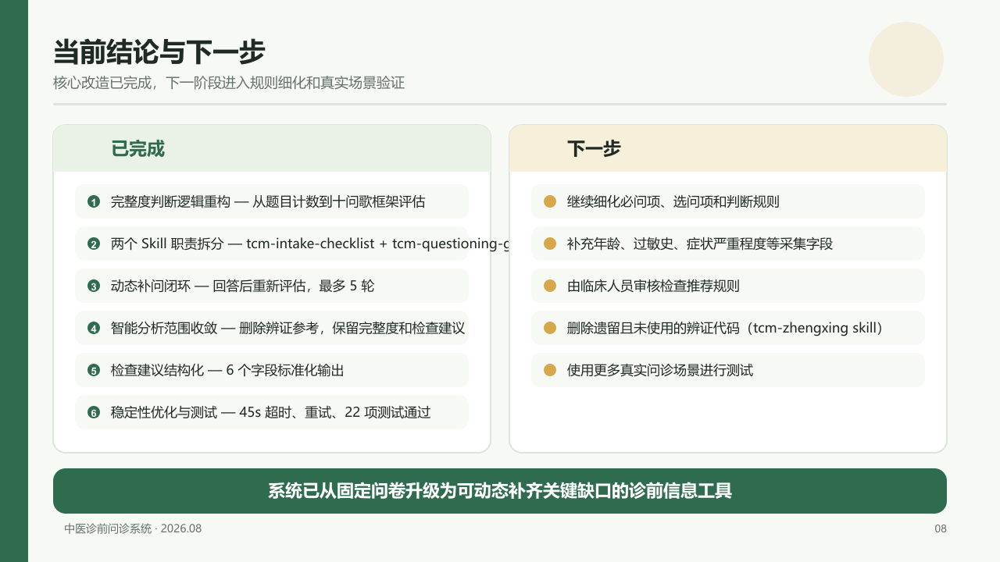 当前结论与下一步
核心改造已完成，下一阶段进入规则细化和真实场景验证
已完成
1 完整度判断逻辑重构 — 从题目计数到十问歌框架评估
2 两个 Skill 职责拆分 — tcm-intake-checklist + tcm-questioning-g
3 动态补问闭环 — 回答后重新评估，最多 5 轮
4 智能分析范围收敛 — 删除辨证参考，保留完整度和检查建议
5 检查建议结构化 — 6 个字段标准化输出
6 稳定性优化与测试 — 45s 超时、重试、22 项测试通过
下一步
继续细化必问项、选问项和判断规则
补充年龄、过敏史、症状严重程度等采集字段
由临床人员审核检查推荐规则
删除遗留且未使用的辨证代码（tcm-zhengxing skill）
使用更多真实问诊场景进行测试
系统已从固定问卷升级为可动态补齐关键缺口的诊前信息工具
中医诊前问诊系统 · 2026.08
08